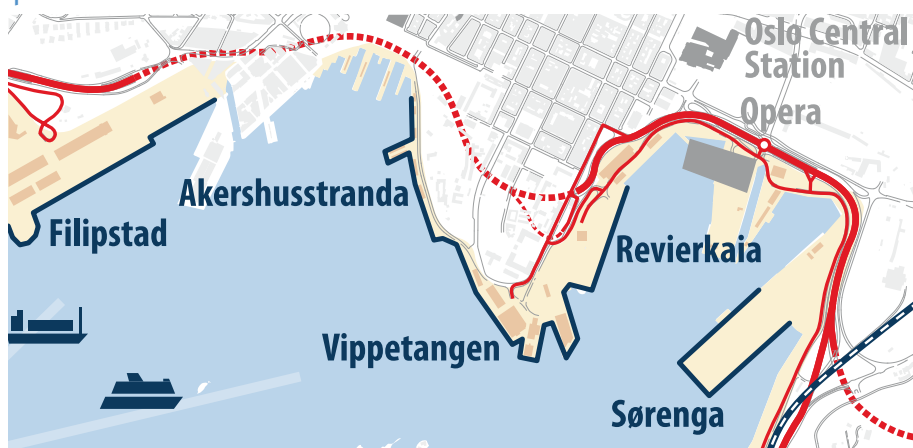 Oslo Central
Station
Opera
Akershusstranda
Filipstad
Revierkaia
Vippetangen
Sørenga